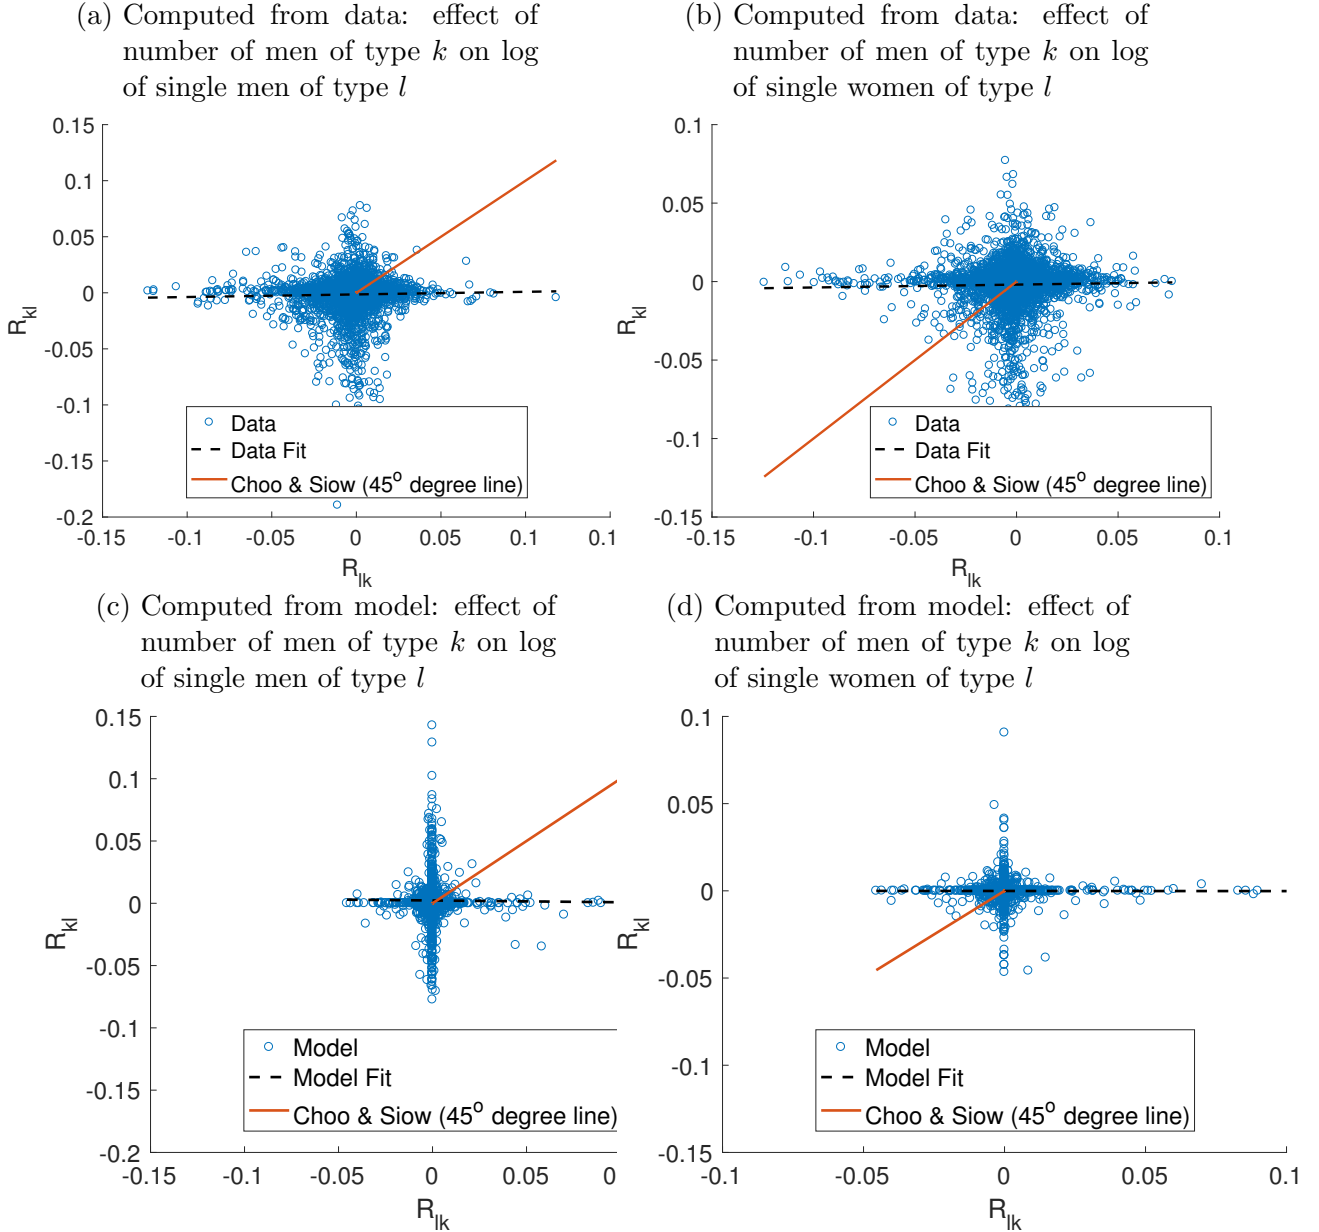 (a) Computed from data: effect of
number of men of type k on log
of single men of type l
(b) Computed from data: effect of
number of men of type k on log
of single women of type l
0.15
0.1
0.05
0
-0.05
-0.1
-0.15
-0.2
R_kl
-0.15
-0.1
-0.05
0
0.05
0.1
R_lk
Data
Data Fit
Choo & Siow (45° degree line)
0.1
0.05
0
-0.05
-0.1
-0.15
R_kl
-0.15
-0.1
-0.05
0
0.05
0.1
R_lk
Data
Data Fit
Choo & Siow (45° degree line)
(c) Computed from model: effect of
number of men of type k on log
of single men of type l
(d) Computed from model: effect of
number of men of type k on log
of single women of type l
0.15
0.1
0.05
0
-0.05
-0.1
-0.15
-0.2
R_kl
-0.15
-0.1
-0.05
0
0.05
0
R_lk
Model
Model Fit
Choo & Siow (45° degree line)
0.1
0.05
0
-0.05
-0.1
-0.15
R_kl
-0.1
-0.05
0
0.05
0.1
R_lk
Model
Model Fit
Choo & Siow (45° degree line)